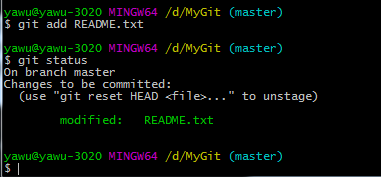 yawu@yawu-3020 MINGW64 /d/MyGit (master)
$ git add README.txt
yawu@yawu-3020 MINGW64 /d/MyGit (master)
$ git status
On branch master
Changes to be committed:
  (use "git reset HEAD <file>..." to unstage)
        modified:   README.txt
yawu@yawu-3020 MINGW64 /d/MyGit (master)
$